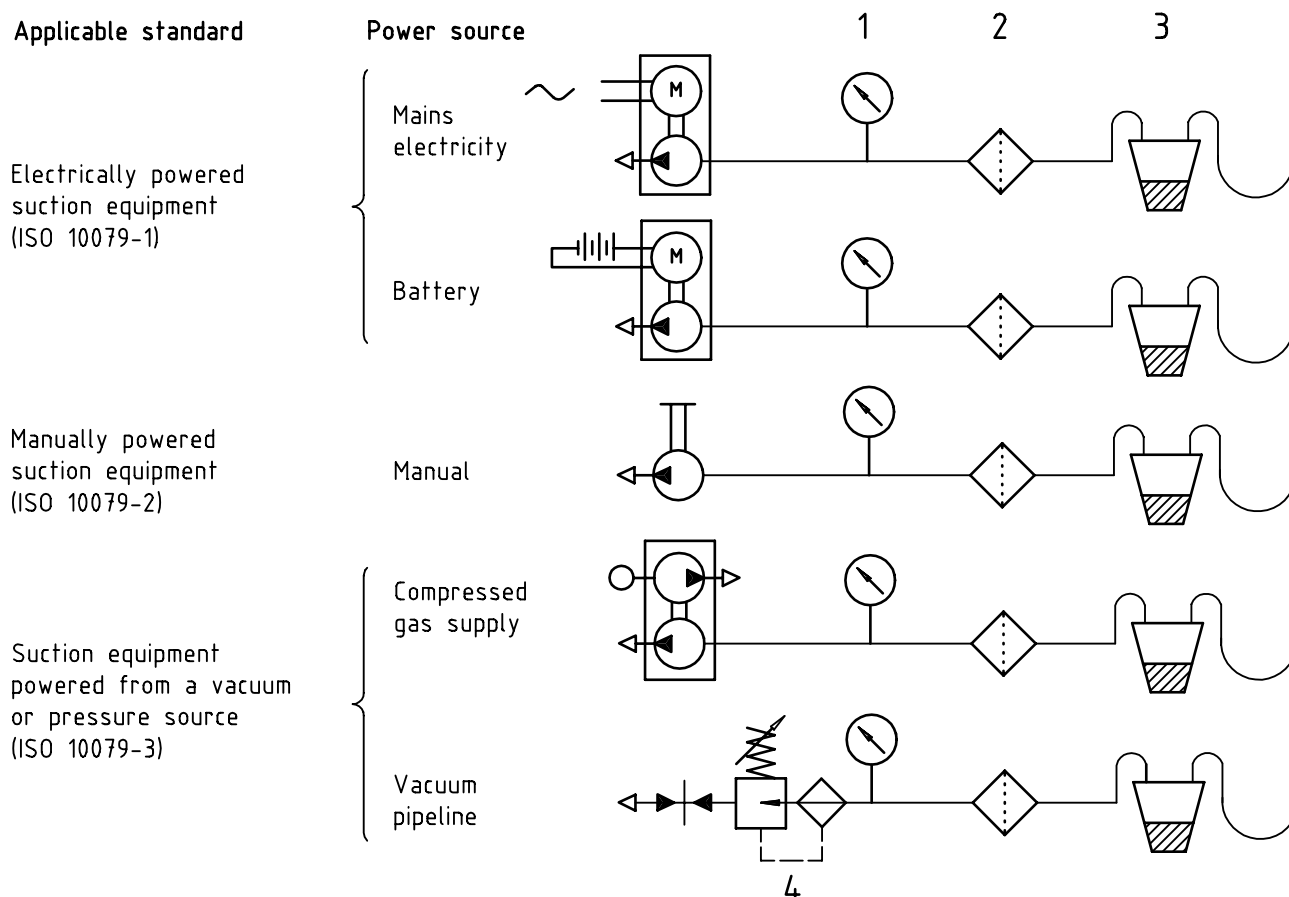 Applicable standard
Power source
1
2
3
Electrically powered
suction equipment
(ISO 10079-1)
Mains
electricity
M
Battery
M
Manually powered
suction equipment
(ISO 10079-2)
Manual
Suction equipment
powered from a vacuum
or pressure source
(ISO 10079-3)
Compressed
gas supply
Vacuum
pipeline
4